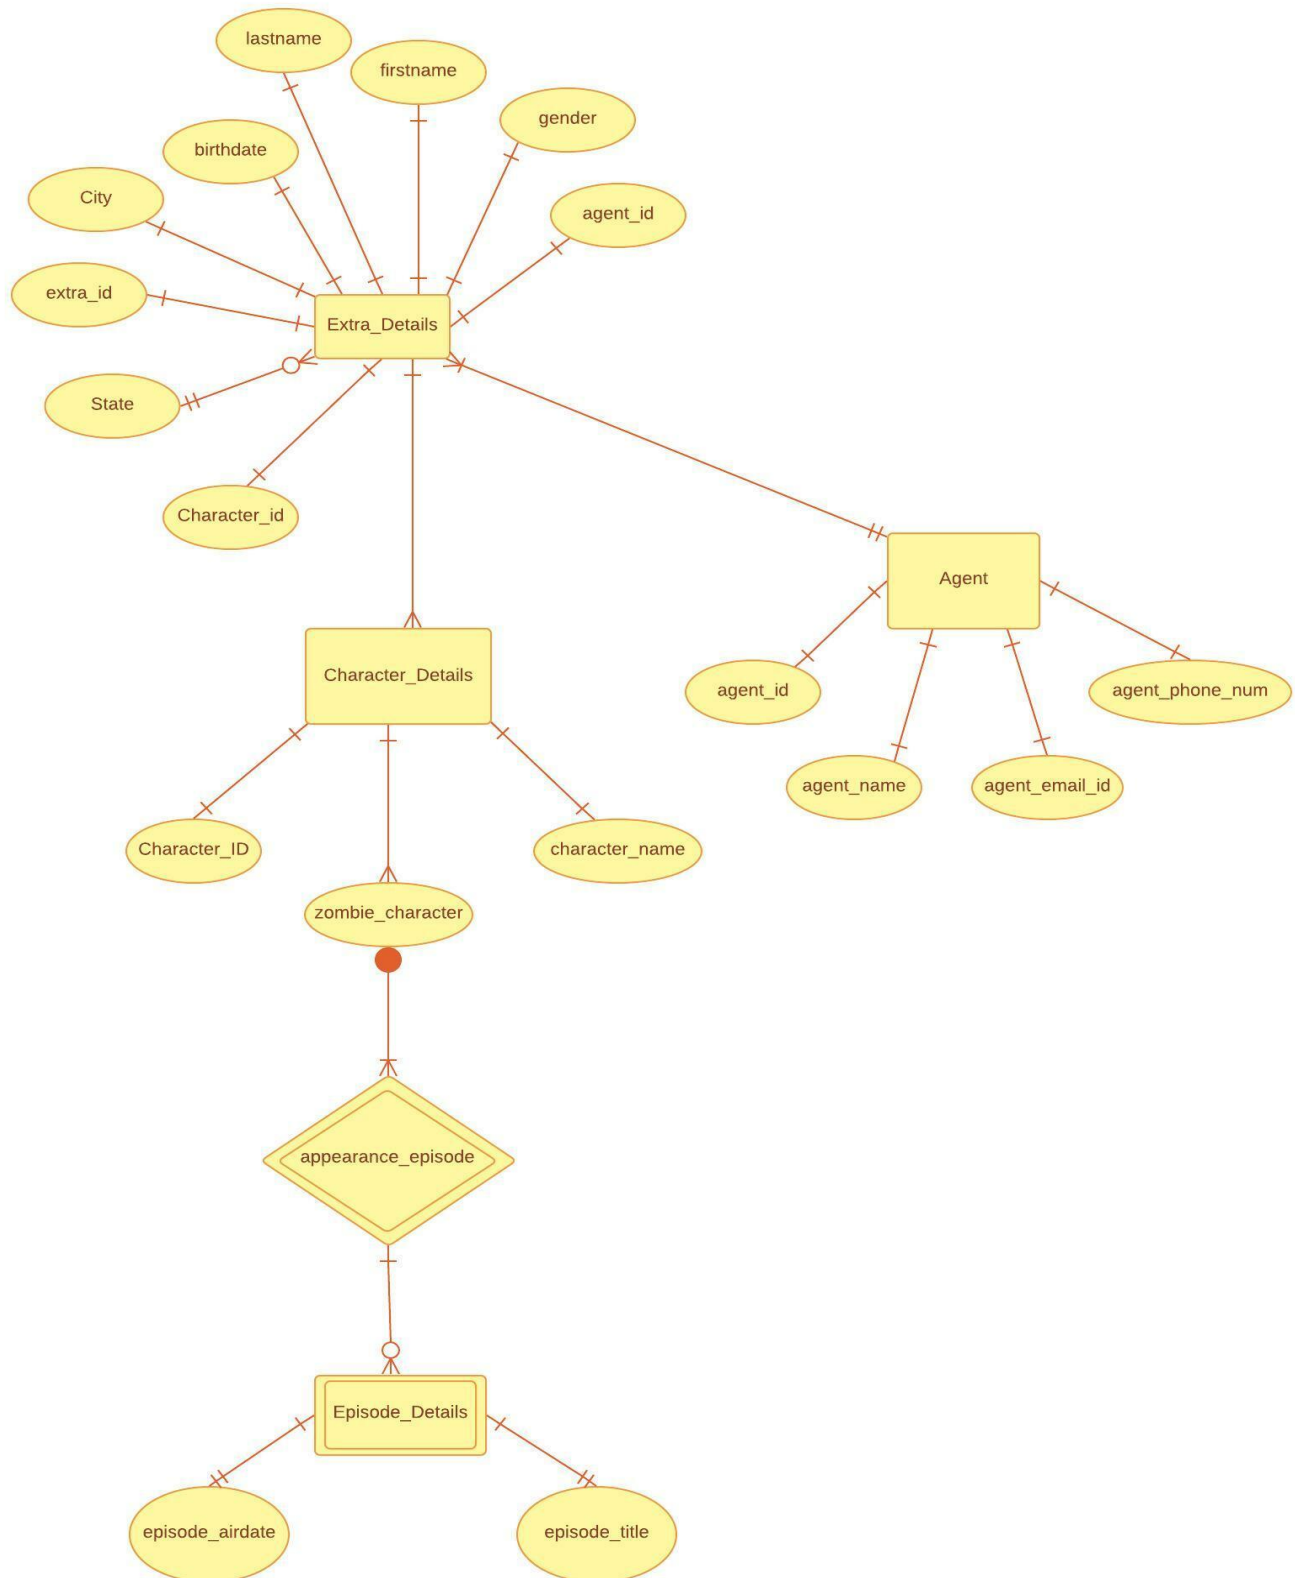 lastname
firstname
gender
birthdate
City
agent_id
extra_id
Extra_Details
State
Character_id
Agent
Character_Details
agent_id
agent_phone_num
agent_name
agent_email_id
Character_ID
character_name
zombie_character
appearance_episode
Episode_Details
episode_airdate
episode_title